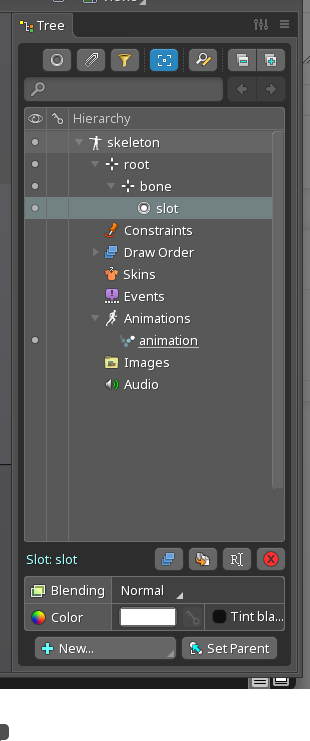 Tree
Hierarchy
skeleton
root
bone
slot
Constraints
Draw Order
Skins
Events
Animations
animation
Images
Audio
Slot: slot
Blending Normal
Color Tint bla...
New... Set Parent